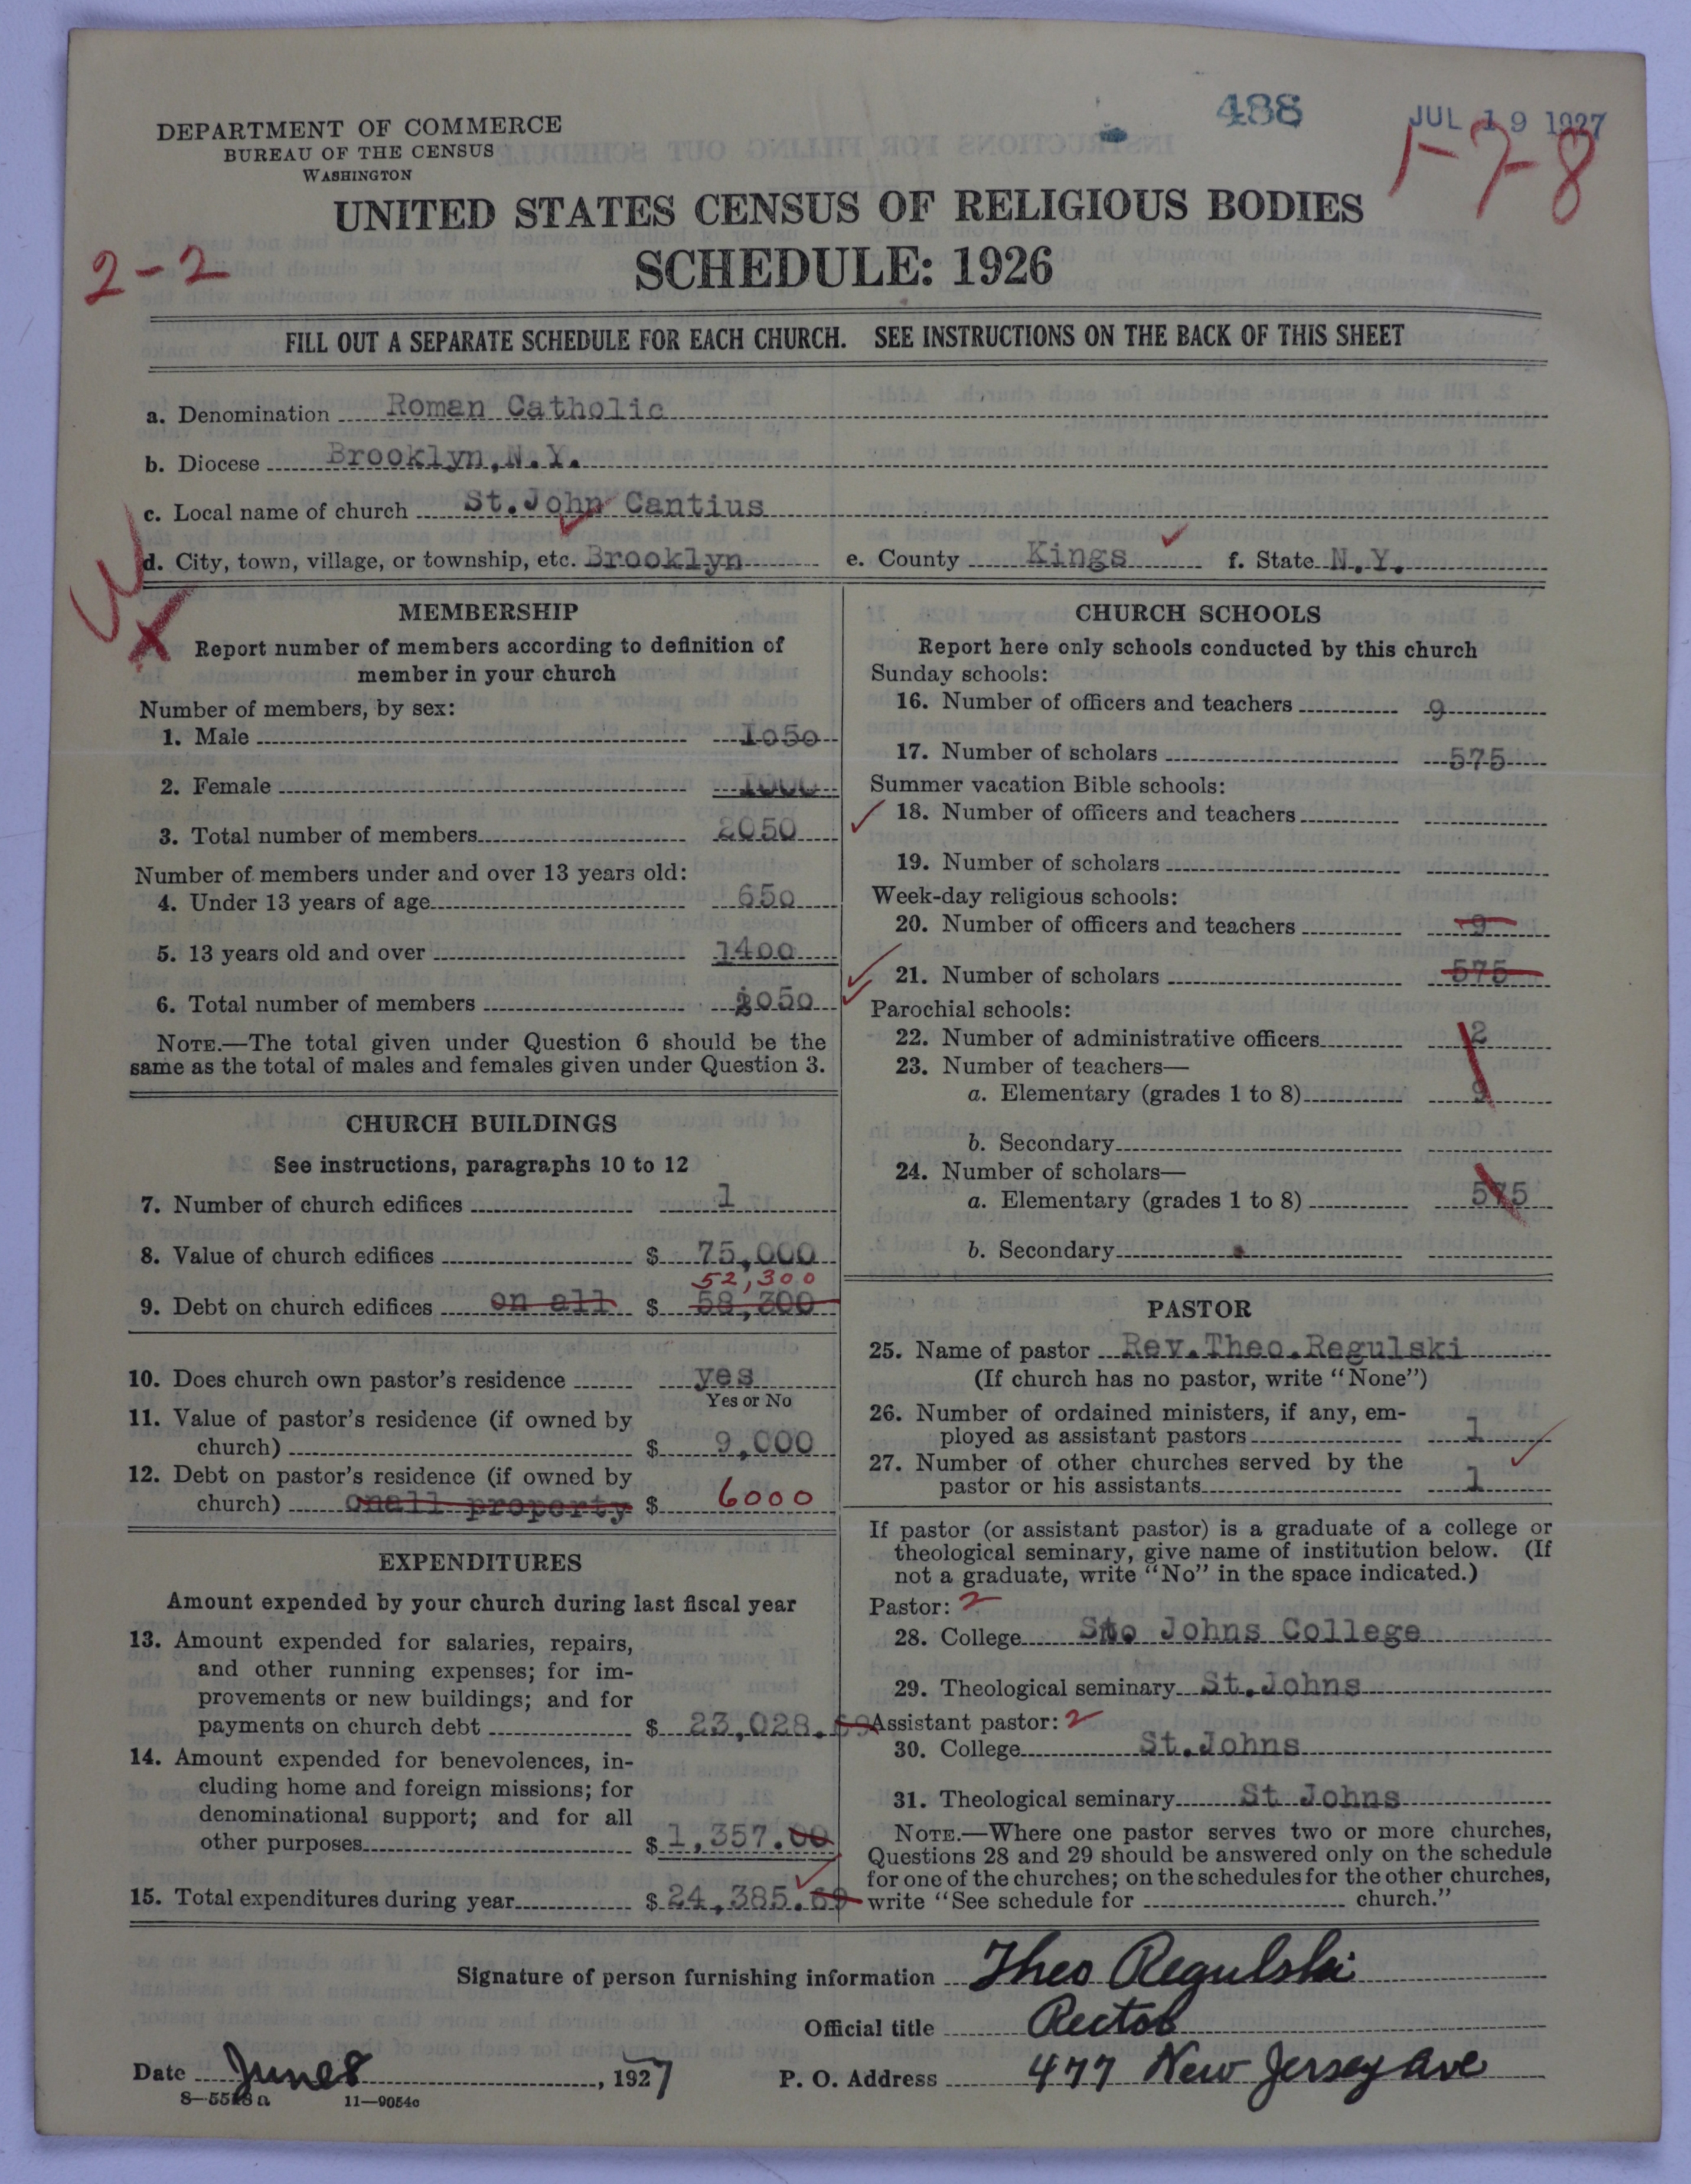 488
JUL 19 1927
1-7-8
DEPARTMENT OF COMMERCE
BUREAU OF THE CENSUS
WASHINGTON
UNITED STATES CENSUS OF RELIGIOUS BODIES
2-2
SCHEDULE: 1926
FILL OUT A SEPARATE SCHEDULE FOR EACH CHURCH. SEE INSTRUCTIONS ON THE BACK OF THIS SHEET
a. Denomination Roman Catholic
b. Diocese Brooklyn,N.Y.
c. Local name of church St.John Cantius
d. City, town, village, or township, etc. Brooklyn e. County Kings f. State N.Y.
MEMBERSHIP
Report number of members according to definition of
member in your church
Number of members, by sex:
1. Male 1050
2. Female 1000
3. Total number of members 2050
Number of members under and over 13 years old:
4. Under 13 years of age 650
5. 13 years old and over 1400
6. Total number of members 2050
NOTE.—The total given under Question 6 should be the
same as the total of males and females given under Question 3.
CHURCH BUILDINGS
See instructions, paragraphs 10 to 12
7. Number of church edifices 1
8. Value of church edifices $ 75,000
52,300
9. Debt on church edifices on all $ 58,300
10. Does church own pastor's residence yes
Yes or No
11. Value of pastor's residence (if owned by
church) $ 9,000
12. Debt on pastor's residence (if owned by
church) onall property $ 6000
EXPENDITURES
Amount expended by your church during last fiscal year
13. Amount expended for salaries, repairs,
and other running expenses; for im-
provements or new buildings; and for
payments on church debt $ 23,028.69
14. Amount expended for benevolences, in-
cluding home and foreign missions; for
denominational support; and for all
other purposes $ 1,357.00
15. Total expenditures during year $ 24,385.69
CHURCH SCHOOLS
Report here only schools conducted by this church
Sunday schools:
16. Number of officers and teachers 9
17. Number of scholars 575
Summer vacation Bible schools:
18. Number of officers and teachers
19. Number of scholars
Week-day religious schools:
20. Number of officers and teachers 9
21. Number of scholars 575
Parochial schools:
22. Number of administrative officers 2
23. Number of teachers—
a. Elementary (grades 1 to 8) 9
b. Secondary
24. Number of scholars—
a. Elementary (grades 1 to 8) 575
b. Secondary
PASTOR
25. Name of pastor Rev.Theo.Regulski
(If church has no pastor, write "None")
26. Number of ordained ministers, if any, em-
ployed as assistant pastors 1
27. Number of other churches served by the
pastor or his assistants 1
If pastor (or assistant pastor) is a graduate of a college or
theological seminary, give name of institution below. (If
not a graduate, write "No" in the space indicated.)
Pastor: 2
28. College Johns College
29. Theological seminary St.Johns
Assistant pastor: 2
30. College St.Johns
31. Theological seminary St Johns
NOTE.—Where one pastor serves two or more churches,
Questions 28 and 29 should be answered only on the schedule
for one of the churches; on the schedules for the other churches,
write "See schedule for church."
Signature of person furnishing information Theo Regulski
Official title Rector
Date June 8, 1927 P. O. Address 477 New Jersey Ave
8—5518 a 11—9054c